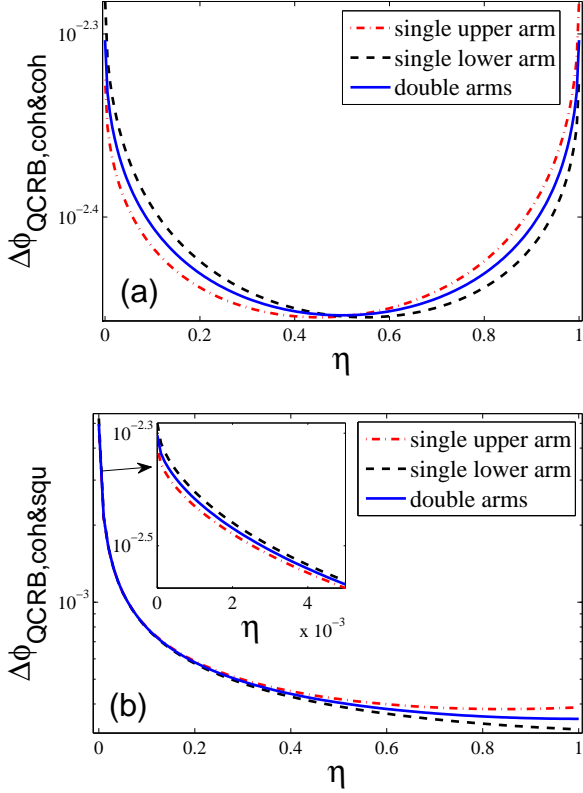 10^-2.3
10^-2.4
Δϕ_QCRB,coh&coh
single upper arm
single lower arm
double arms
(a)
0
0.2
0.4
0.6
0.8
1
η
10^-3
Δϕ_QCRB,coh&squ
10^-2.3
10^-2.5
0
2
4
η
x 10^-3
single upper arm
single lower arm
double arms
(b)
0
0.2
0.4
0.6
0.8
1
η